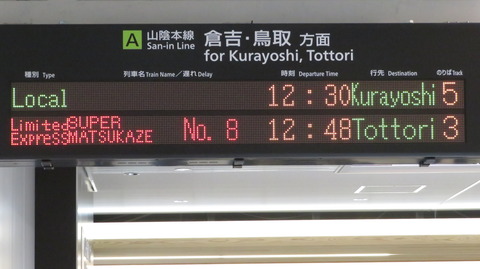 A 山陰本線 倉吉・鳥取 方面
San-in Line for Kurayoshi, Tottori
種別 Type 列車名 Train Name／遅れ Delay 時刻 Departure Time 行先 Destination のりば Track
Local 12:30 Kurayoshi 5
Limited Express SUPER MATSUKAZE No. 8 12:48 Tottori 3